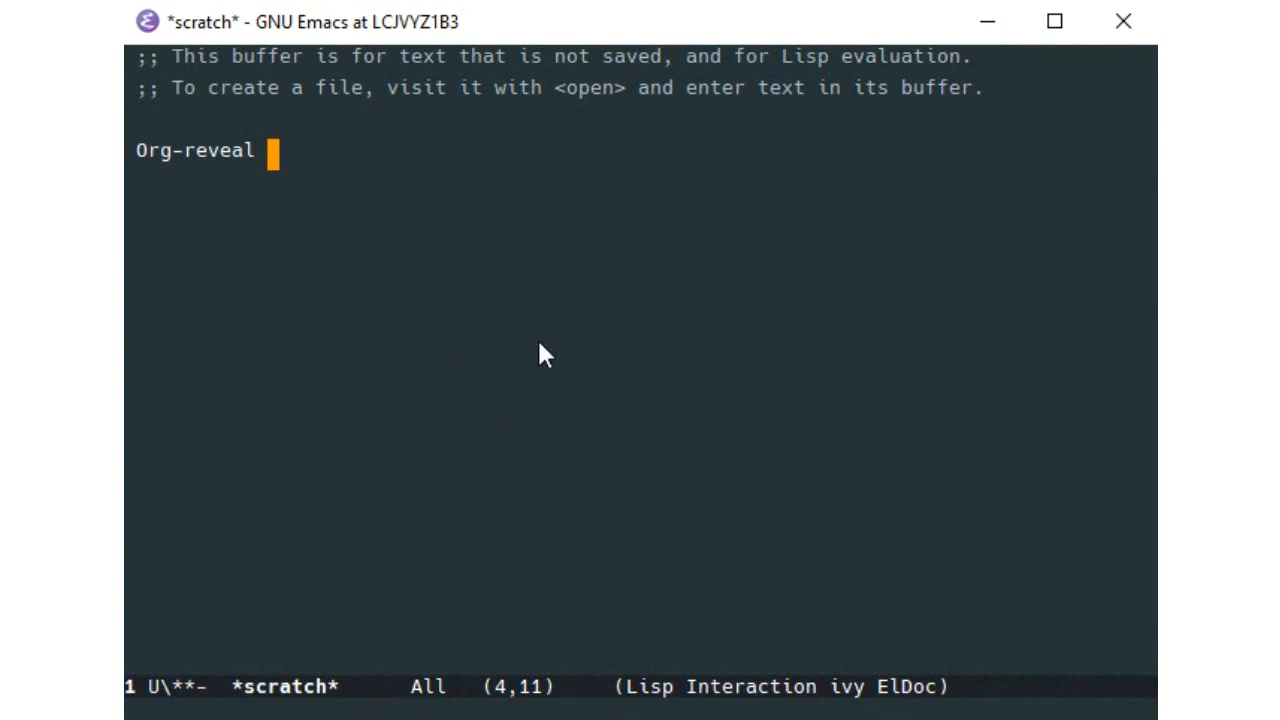 *scratch* - GNU Emacs at LCJVYZ1B3
;; This buffer is for text that is not saved, and for Lisp evaluation.
;; To create a file, visit it with <open> and enter text in its buffer.
Org-reveal
1 U\**-  *scratch*      All   (4,11)     (Lisp Interaction ivy ElDoc)